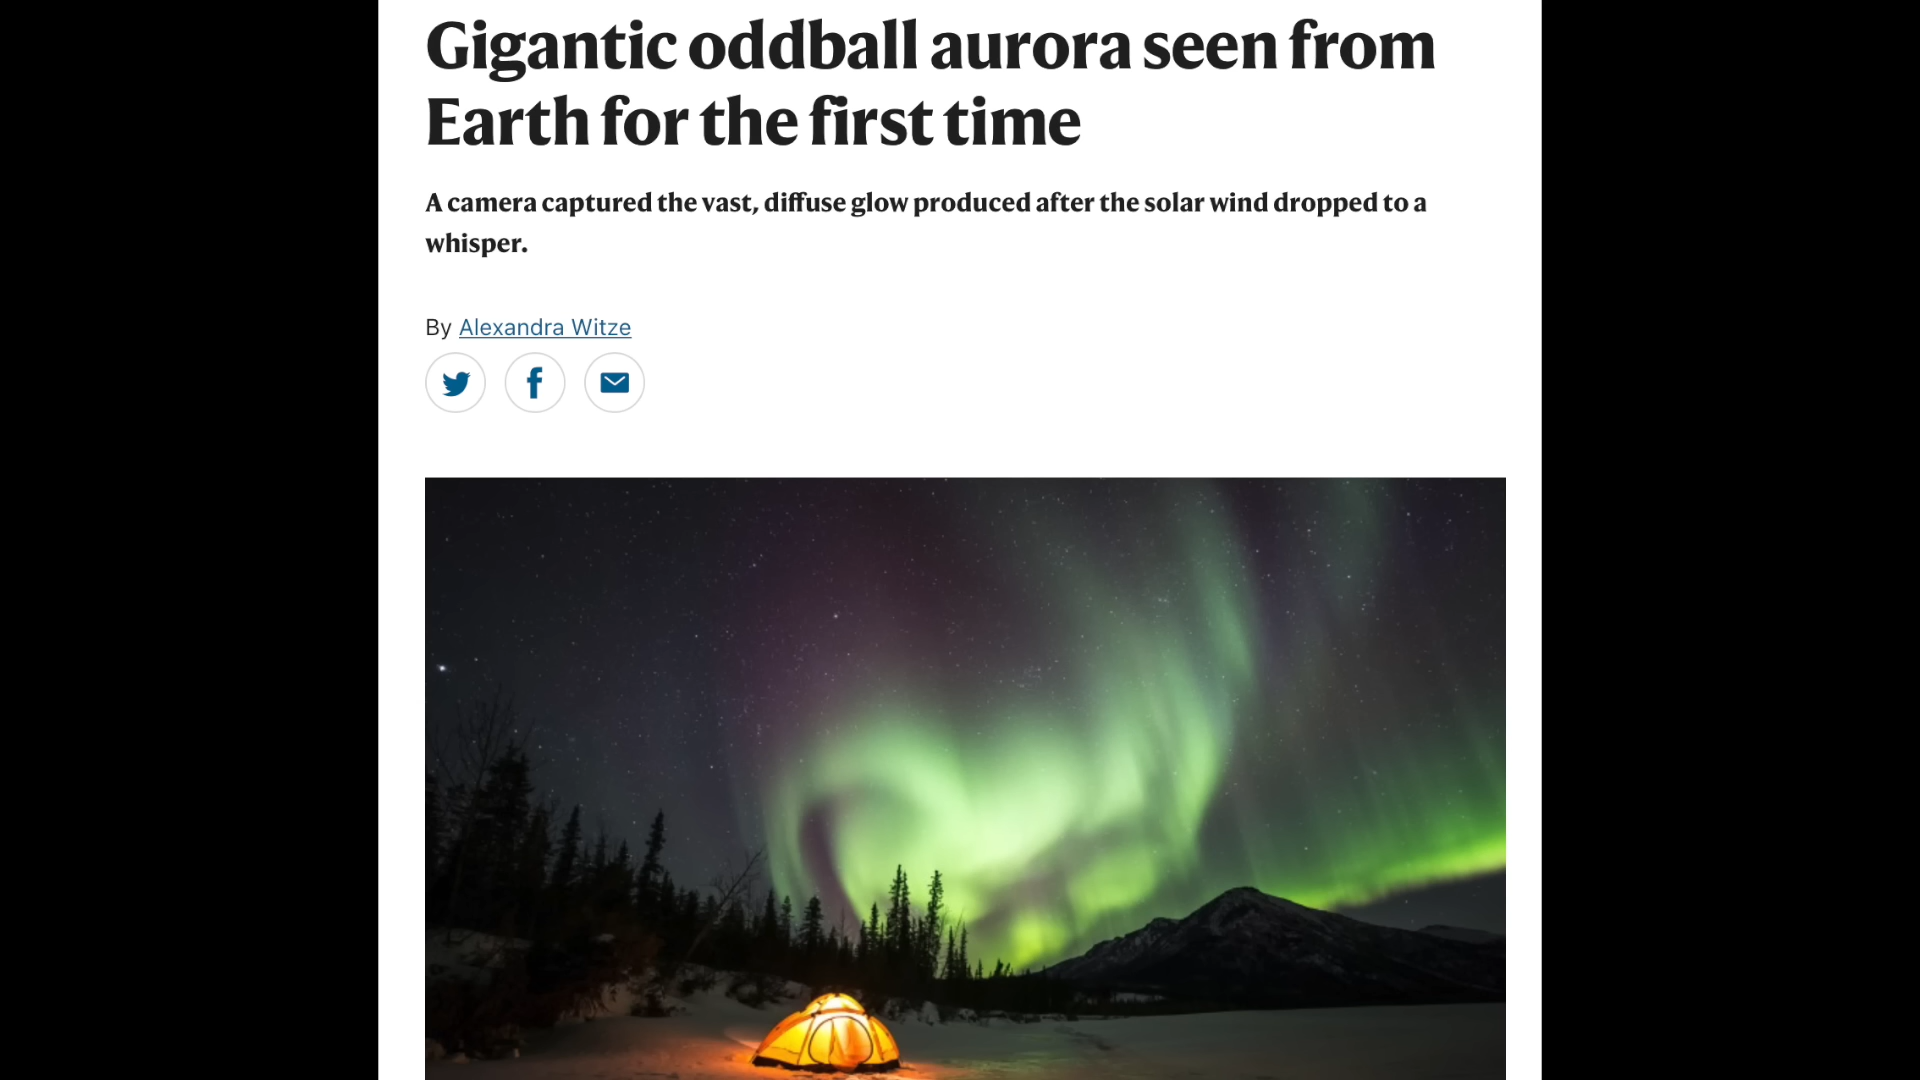 Gigantic oddball aurora seen from
Earth for the first time
A camera captured the vast, diffuse glow produced after the solar wind dropped to a
whisper.
By Alexandra Witze